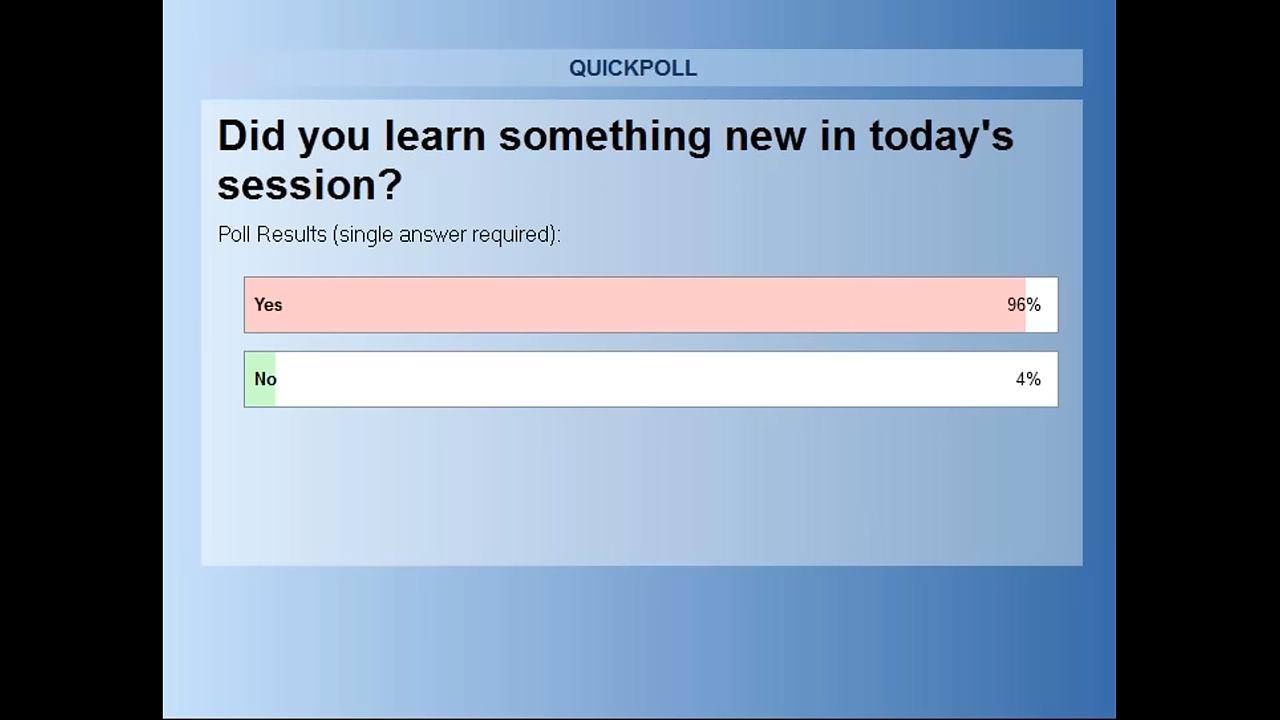 QUICKPOLL
Did you learn something new in today's
session?
Poll Results (single answer required):
Yes 96%
No 4%